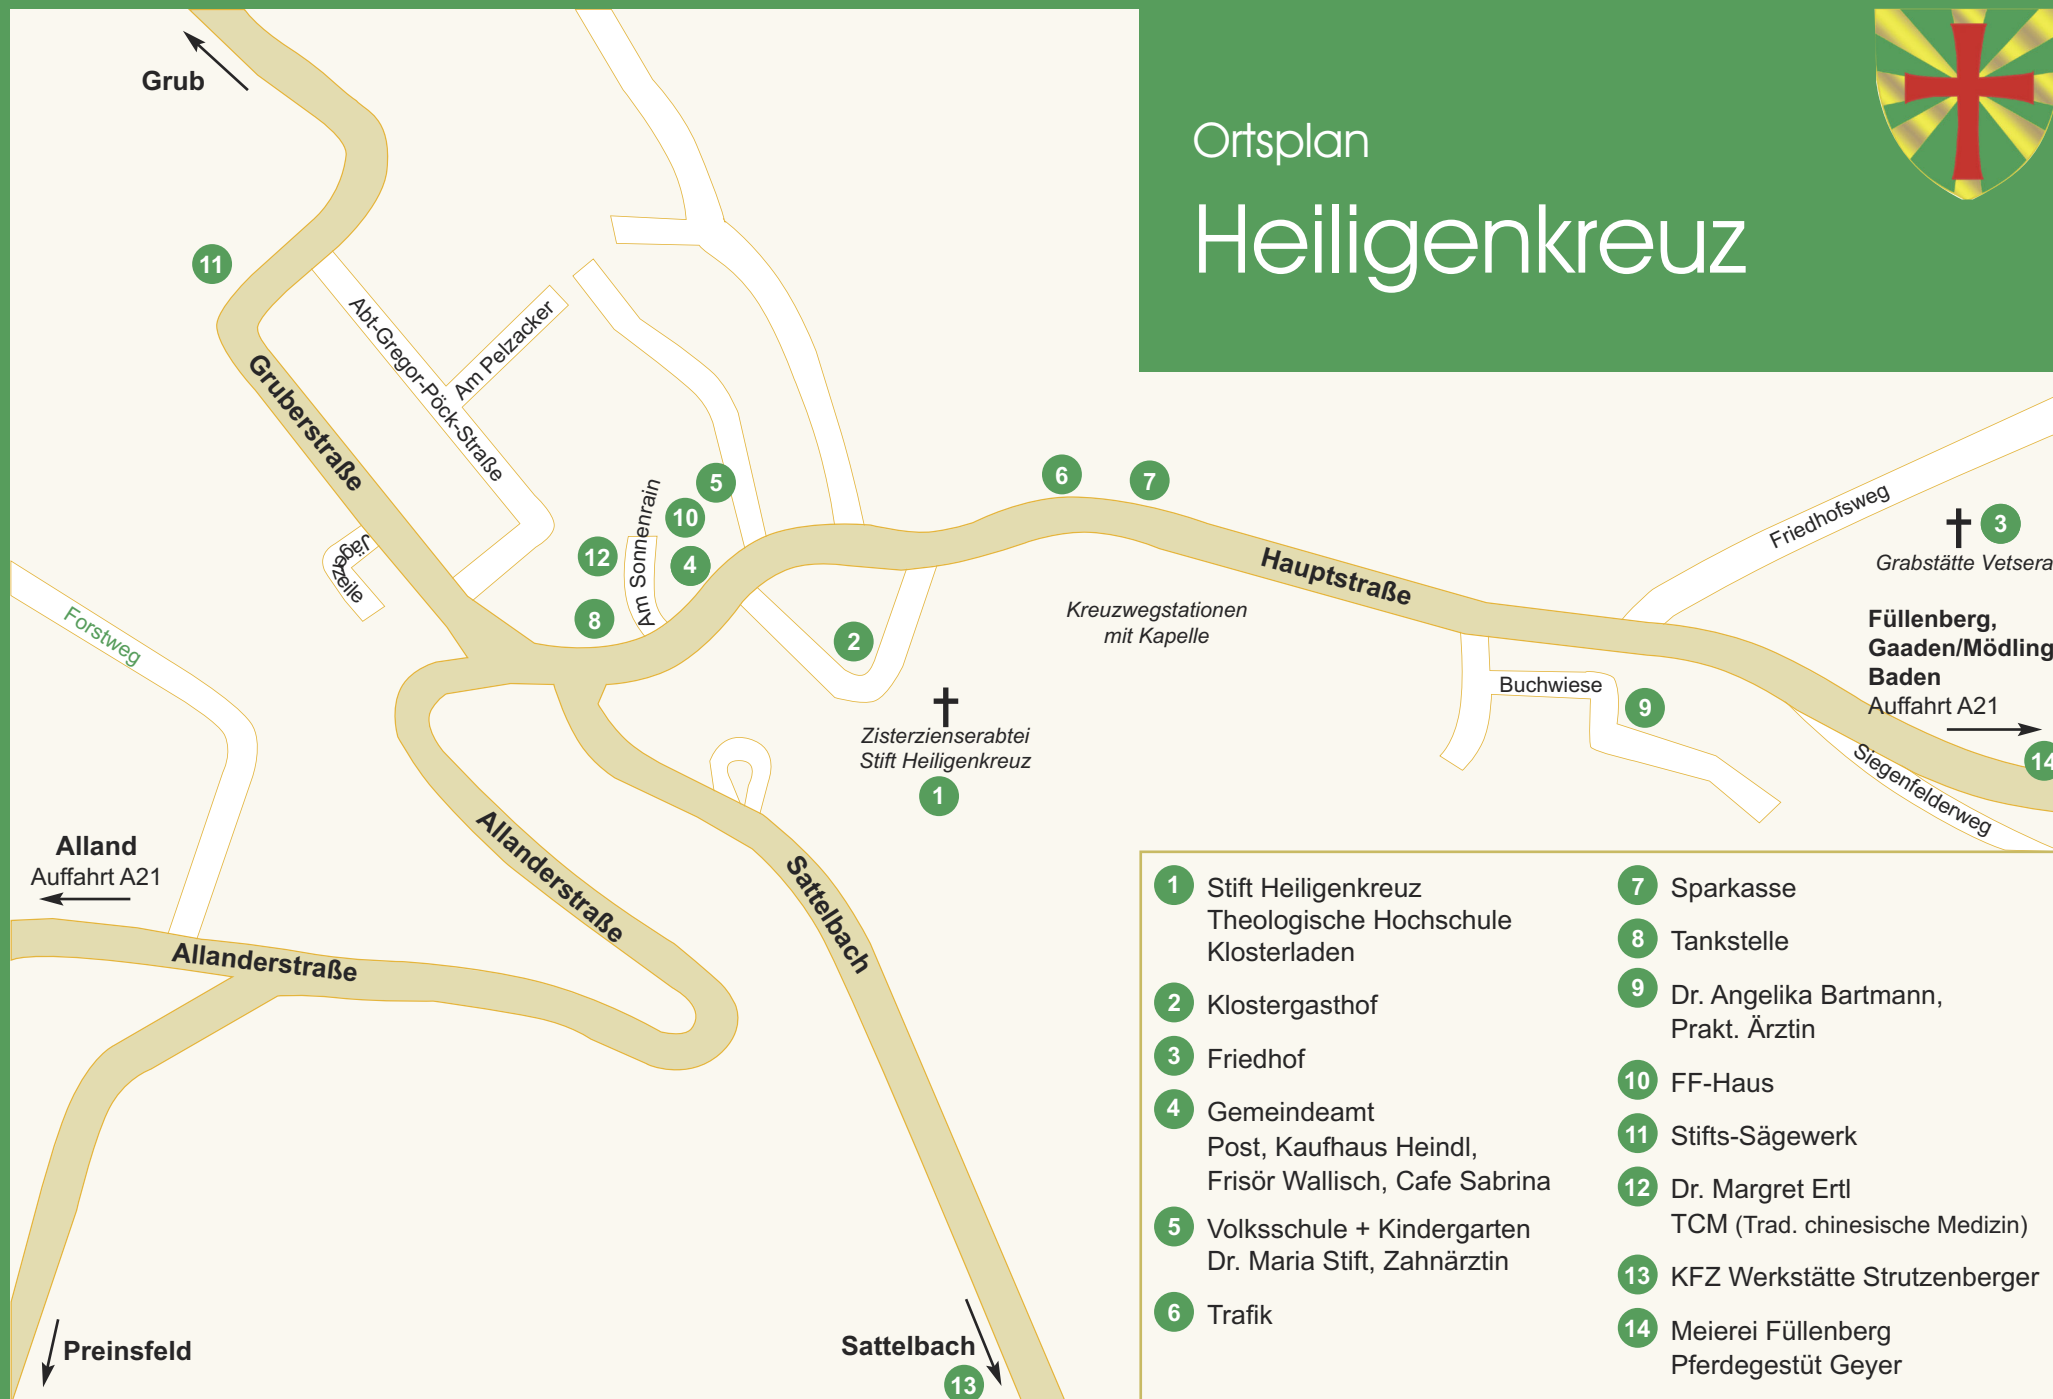 Ortsplan
Heiligenkreuz
Grub
11
Abt-Gregor-Pöck-Straße
Am Pelzacker
Gruberstraße
Jägerzeile
Forstweg
5
10
12
4
8
Am Sonnenrain
6
7
2
Hauptstraße
Kreuzwegstationen
mit Kapelle
Friedhofsweg
3
Grabstätte Vetsera
Füllenberg,
Gaaden/Mödling
Baden
Auffahrt A21
14
Buchwiese
9
Siegenfelderweg
Zisterzienserabtei
Stift Heiligenkreuz
1
Alland
Auffahrt A21
Allanderstraße
Allanderstraße
Sattelbach
Preinsfeld
Sattelbach
13
1 Stift Heiligenkreuz
Theologische Hochschule
Klosterladen
2 Klostergasthof
3 Friedhof
4 Gemeindeamt
Post, Kaufhaus Heindl,
Frisör Wallisch, Cafe Sabrina
5 Volksschule + Kindergarten
Dr. Maria Stift, Zahnärztin
6 Trafik
7 Sparkasse
8 Tankstelle
9 Dr. Angelika Bartmann,
Prakt. Ärztin
10 FF-Haus
11 Stifts-Sägewerk
12 Dr. Margret Ertl
TCM (Trad. chinesische Medizin)
13 KFZ Werkstätte Strutzenberger
14 Meierei Füllenberg
Pferdegestüt Geyer